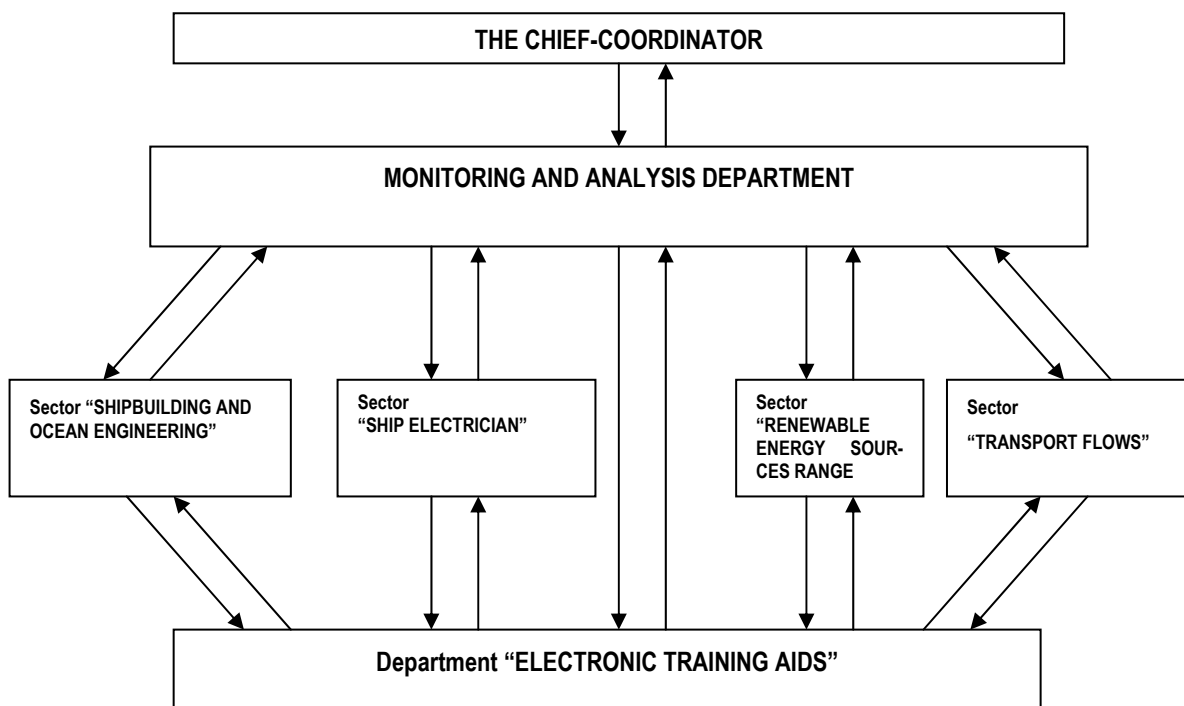 THE CHIEF-COORDINATOR
MONITORING AND ANALYSIS DEPARTMENT
Sector “SHIPBUILDING AND
OCEAN ENGINEERING”
Sector
“SHIP ELECTRICIAN”
Sector
“RENEWABLE
ENERGY SOUR-
CES RANGE
Sector
“TRANSPORT FLOWS”
Department “ELECTRONIC TRAINING AIDS”